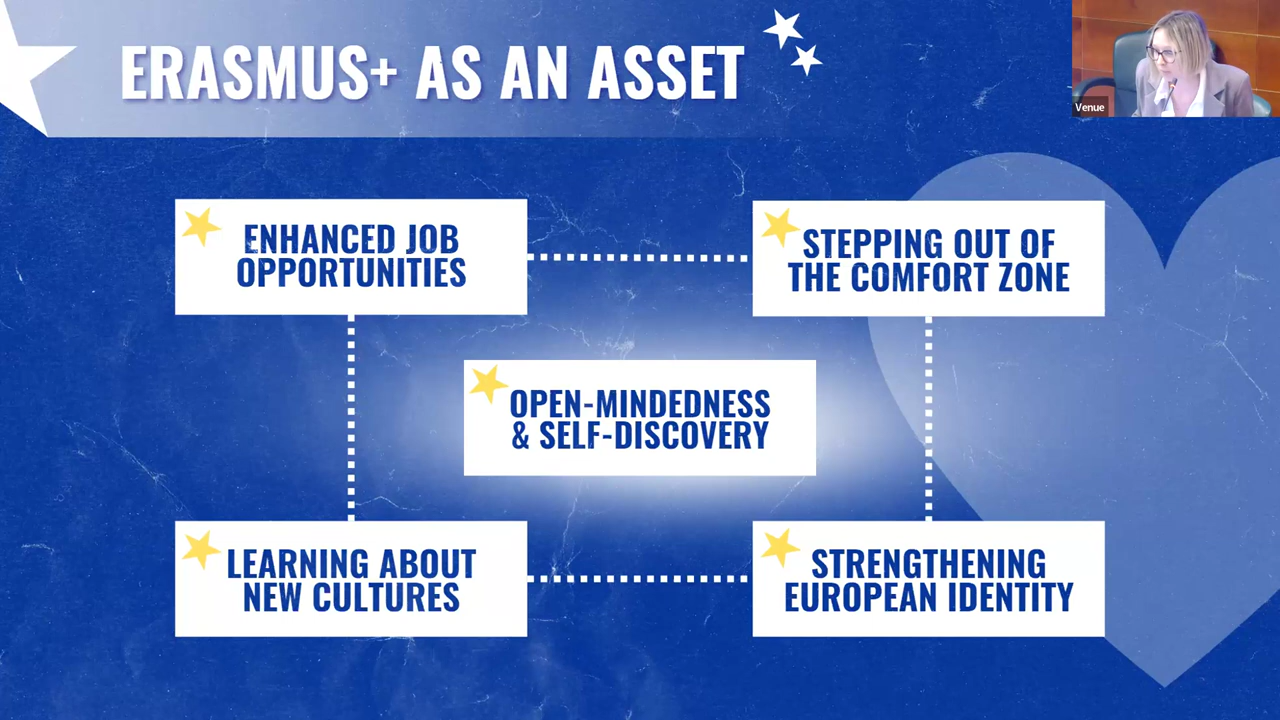 ERASMUS+ AS AN ASSET
Venue
ENHANCED JOB
OPPORTUNITIES
STEPPING OUT OF
THE COMFORT ZONE
OPEN-MINDEDNESS
& SELF-DISCOVERY
LEARNING ABOUT
NEW CULTURES
STRENGTHENING
EUROPEAN IDENTITY